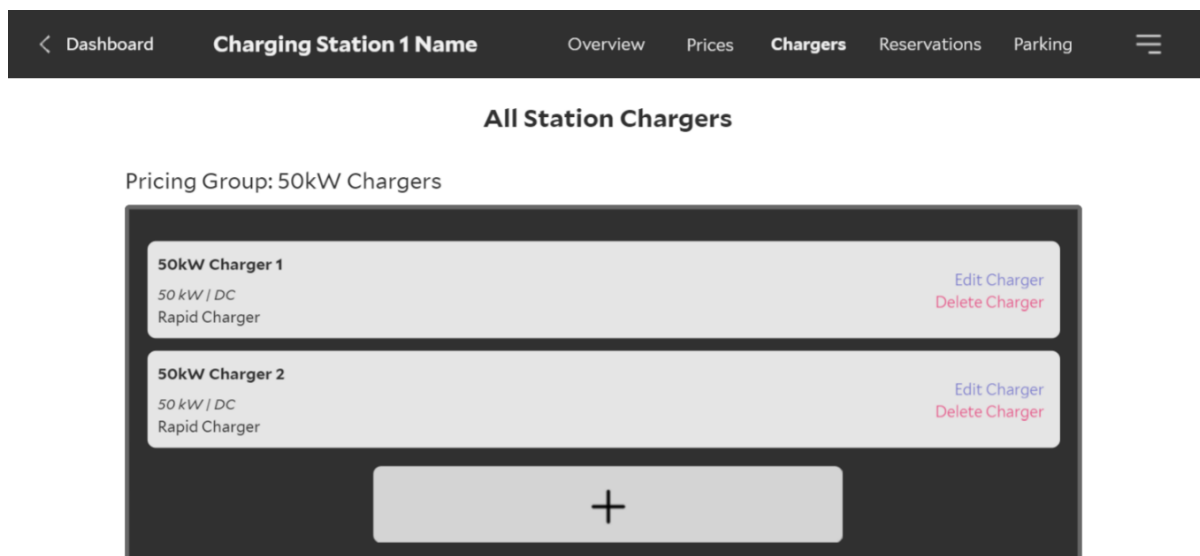 Dashboard Charging Station 1 Name Overview Prices Chargers Reservations Parking
All Station Chargers
Pricing Group: 50kW Chargers
50kW Charger 1
50 kW / DC
Rapid Charger
Edit Charger
Delete Charger
50kW Charger 2
50 kW / DC
Rapid Charger
Edit Charger
Delete Charger
+